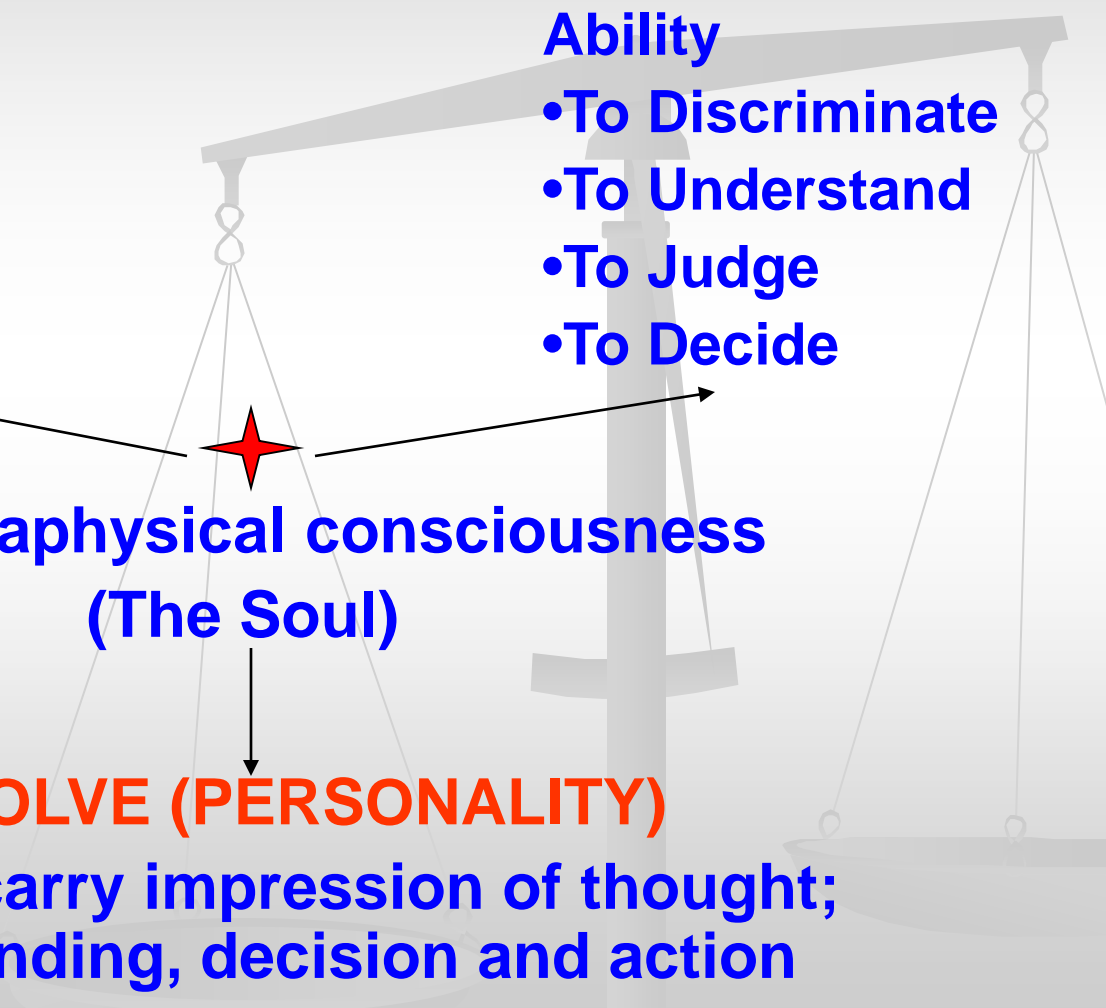 Ability
•To Discriminate
•To Understand
•To Judge
•To Decide
aphysical consciousness
(The Soul)
OLVE (PERSONALITY)
carry impression of thought;
nding, decision and action